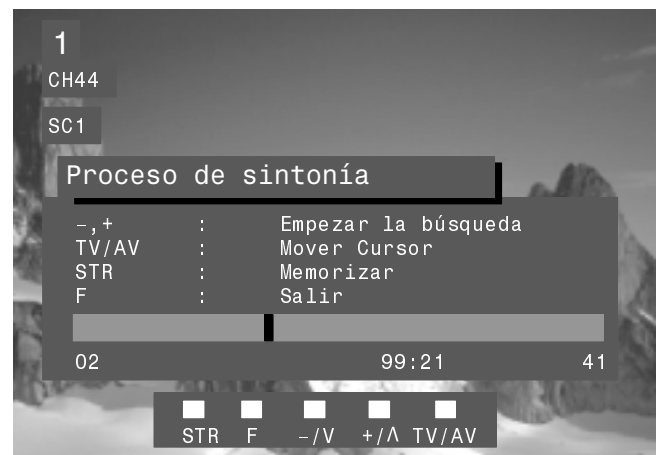 1
CH44
SC1
Proceso de sintonía
−,+ : Empezar la búsqueda
TV/AV : Mover Cursor
STR : Memorizar
F : Salir
02 99:21 41
STR F −/V +/Λ TV/AV